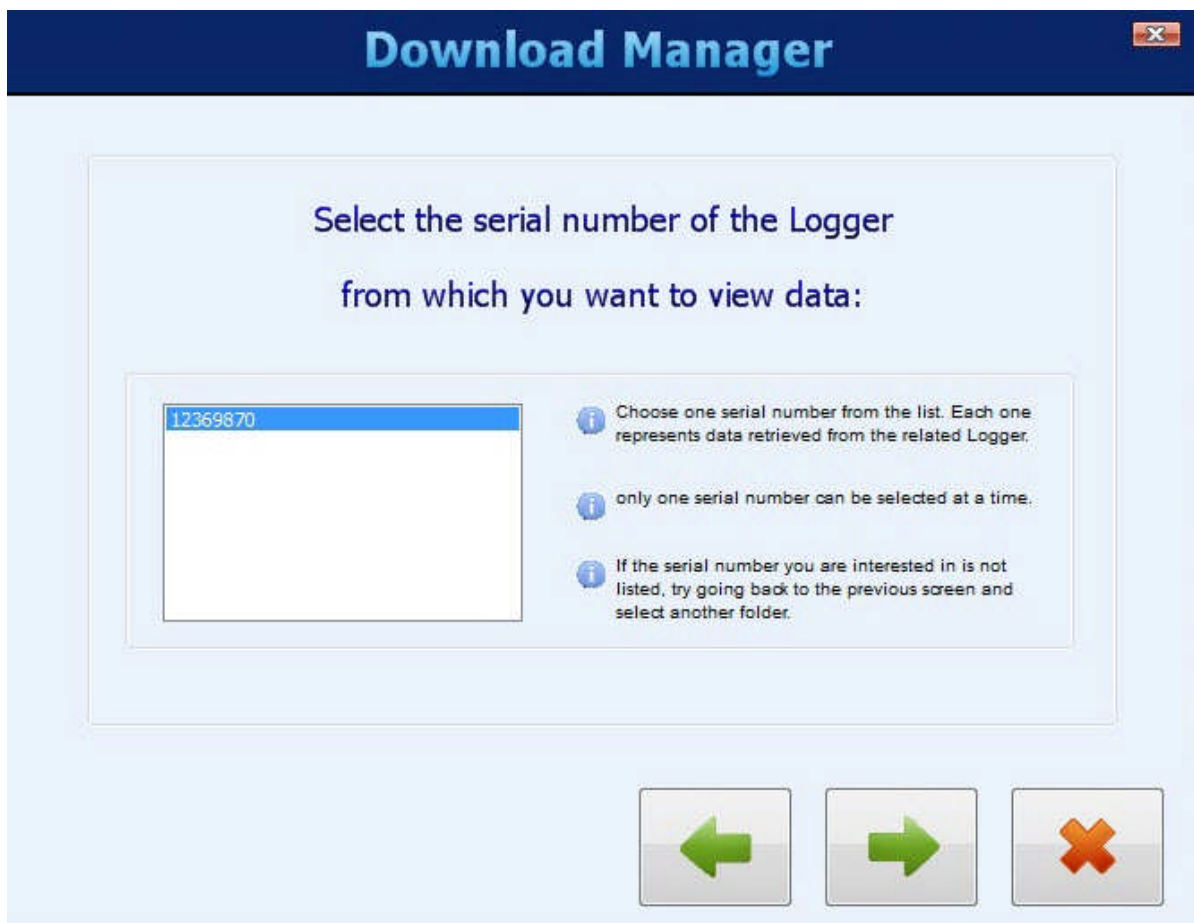 Download Manager
Select the serial number of the Logger
from which you want to view data:
12369870
Choose one serial number from the list. Each one
represents data retrieved from the related Logger.
only one serial number can be selected at a time.
If the serial number you are interested in is not
listed, try going back to the previous screen and
select another folder.